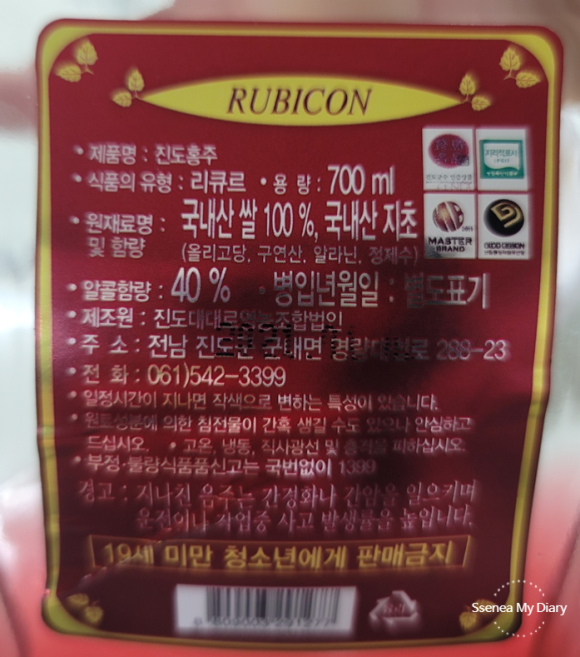 RUBICON
• 제품명 : 진도홍주
• 식품의 유형 : 리큐르 • 용 량 : 700 ml
• 원재료명 : 국내산 쌀 100 %, 국내산 지초
및 함량 (올리고당, 구연산, 알라닌, 정제수)
MASTER
BRAND
• 알콜함량 : 40 % • 병입년월일 : 별도표기
• 제조원 : 진도대대로영농조합법인
• 주 소 : 전남 진도군 군내면 명량대첩로 288-23
• 전 화 : 061)542-3399
• 일정시간이 지나면 작색으로 변하는 특성이 있습니다.
• 원료성분에 의한 침전물이 간혹 생길 수도 있으나 안심하고
드십시오. • 고온, 냉동, 직사광선 및 충격을 피하십시오.
• 부정·불량식품신고는 국번없이 1399
경고 : 지나친 음주는 간경화나 간암을 일으키며
운전이나 작업중 사고 발생률을 높입니다.
19세 미만 청소년에게 판매금지
Ssenea My Diary